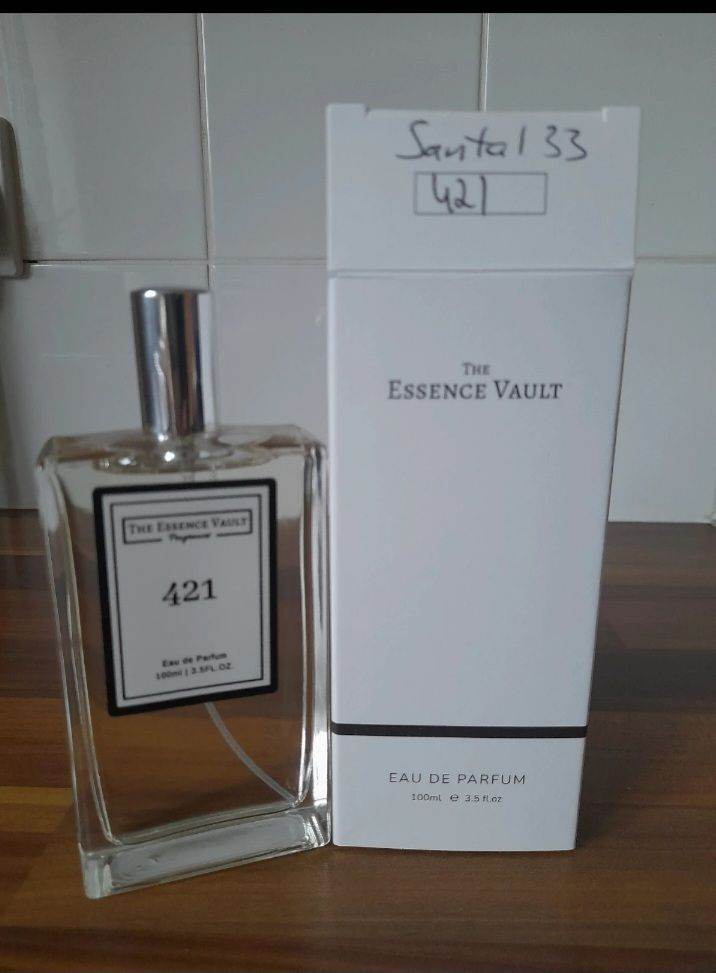 Santal 33
421
THE
ESSENCE VAULT
EAU DE PARFUM
100ml ℮ 3.5 fl.oz
THE ESSENCE VAULT
Fragrances
421
Eau de Parfum
100ml | 3.5FL.OZ.